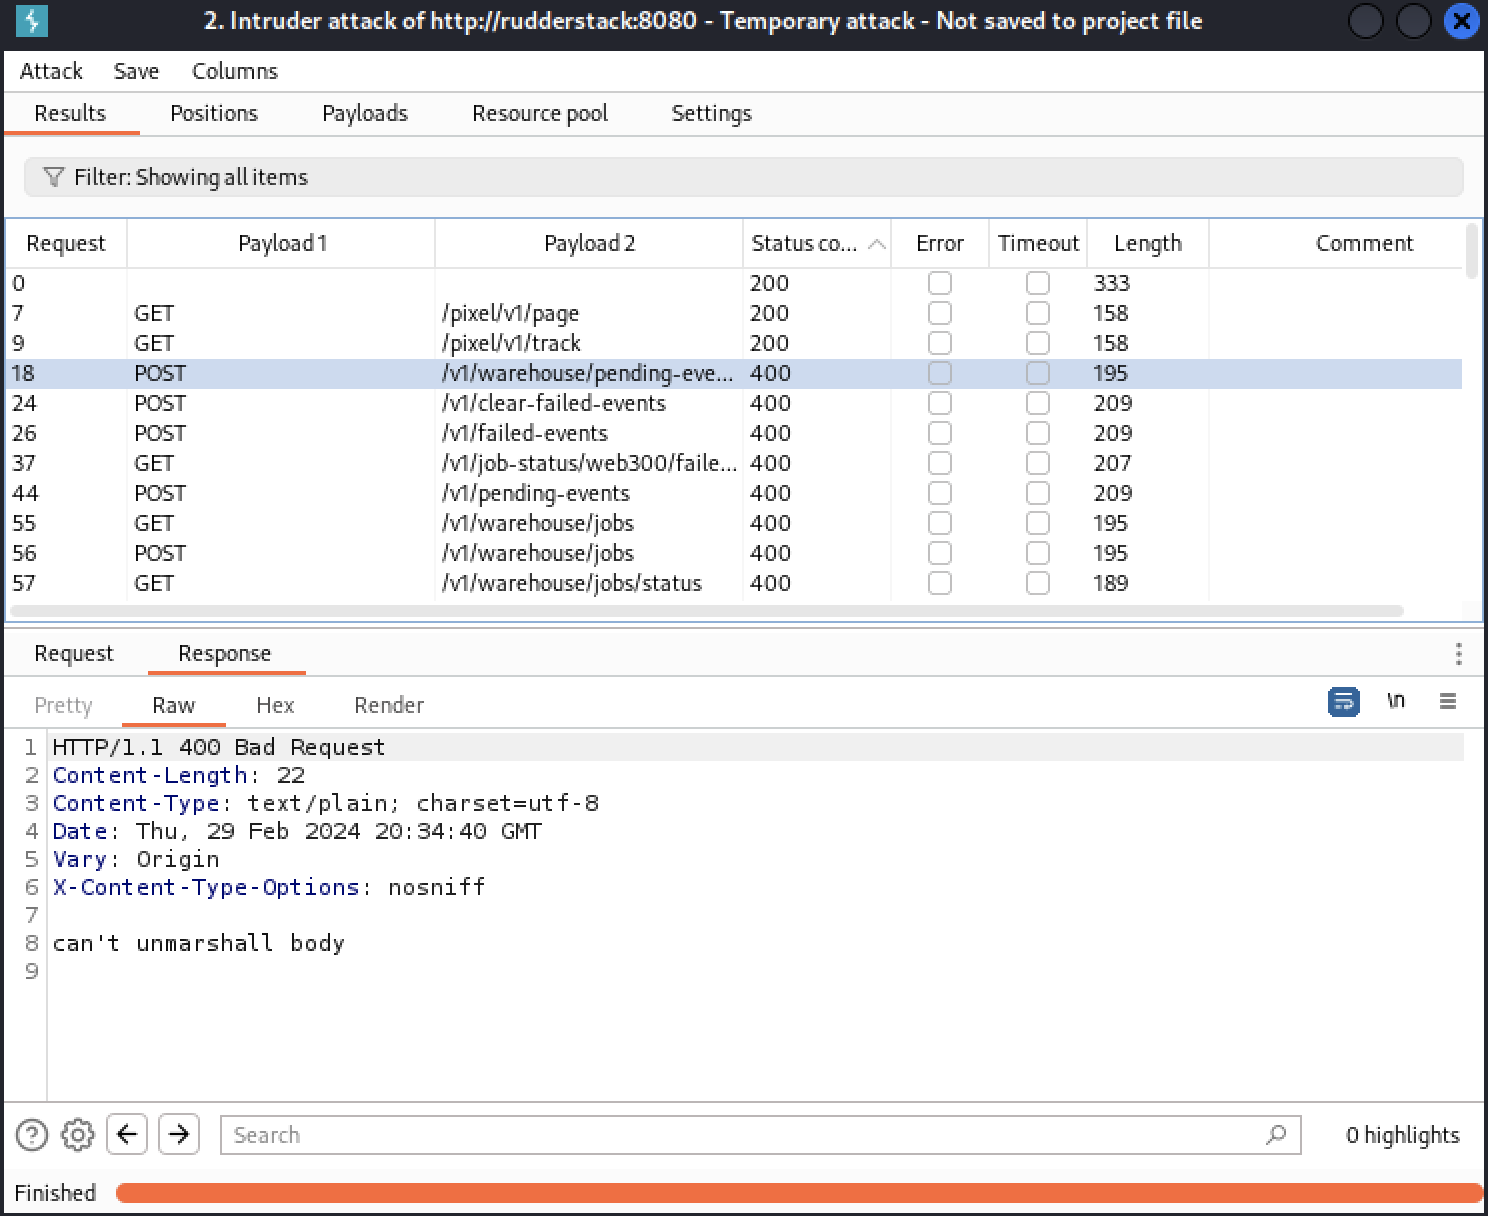 2. Intruder attack of http://rudderstack:8080 - Temporary attack - Not saved to project file
Attack Save Columns
Results Positions Payloads Resource pool Settings
Filter: Showing all items
Request Payload 1 Payload 2 Status co... Error Timeout Length Comment
0 200 333
7 GET /pixel/v1/page 200 158
9 GET /pixel/v1/track 200 158
18 POST /v1/warehouse/pending-eve... 400 195
24 POST /v1/clear-failed-events 400 209
26 POST /v1/failed-events 400 209
37 GET /v1/job-status/web300/faile... 400 207
44 POST /v1/pending-events 400 209
55 GET /v1/warehouse/jobs 400 195
56 POST /v1/warehouse/jobs 400 195
57 GET /v1/warehouse/jobs/status 400 189
Request Response
Pretty Raw Hex Render \n
1 HTTP/1.1 400 Bad Request
2 Content-Length: 22
3 Content-Type: text/plain; charset=utf-8
4 Date: Thu, 29 Feb 2024 20:34:40 GMT
5 Vary: Origin
6 X-Content-Type-Options: nosniff
7
8 can't unmarshall body
9
Search 0 highlights
Finished